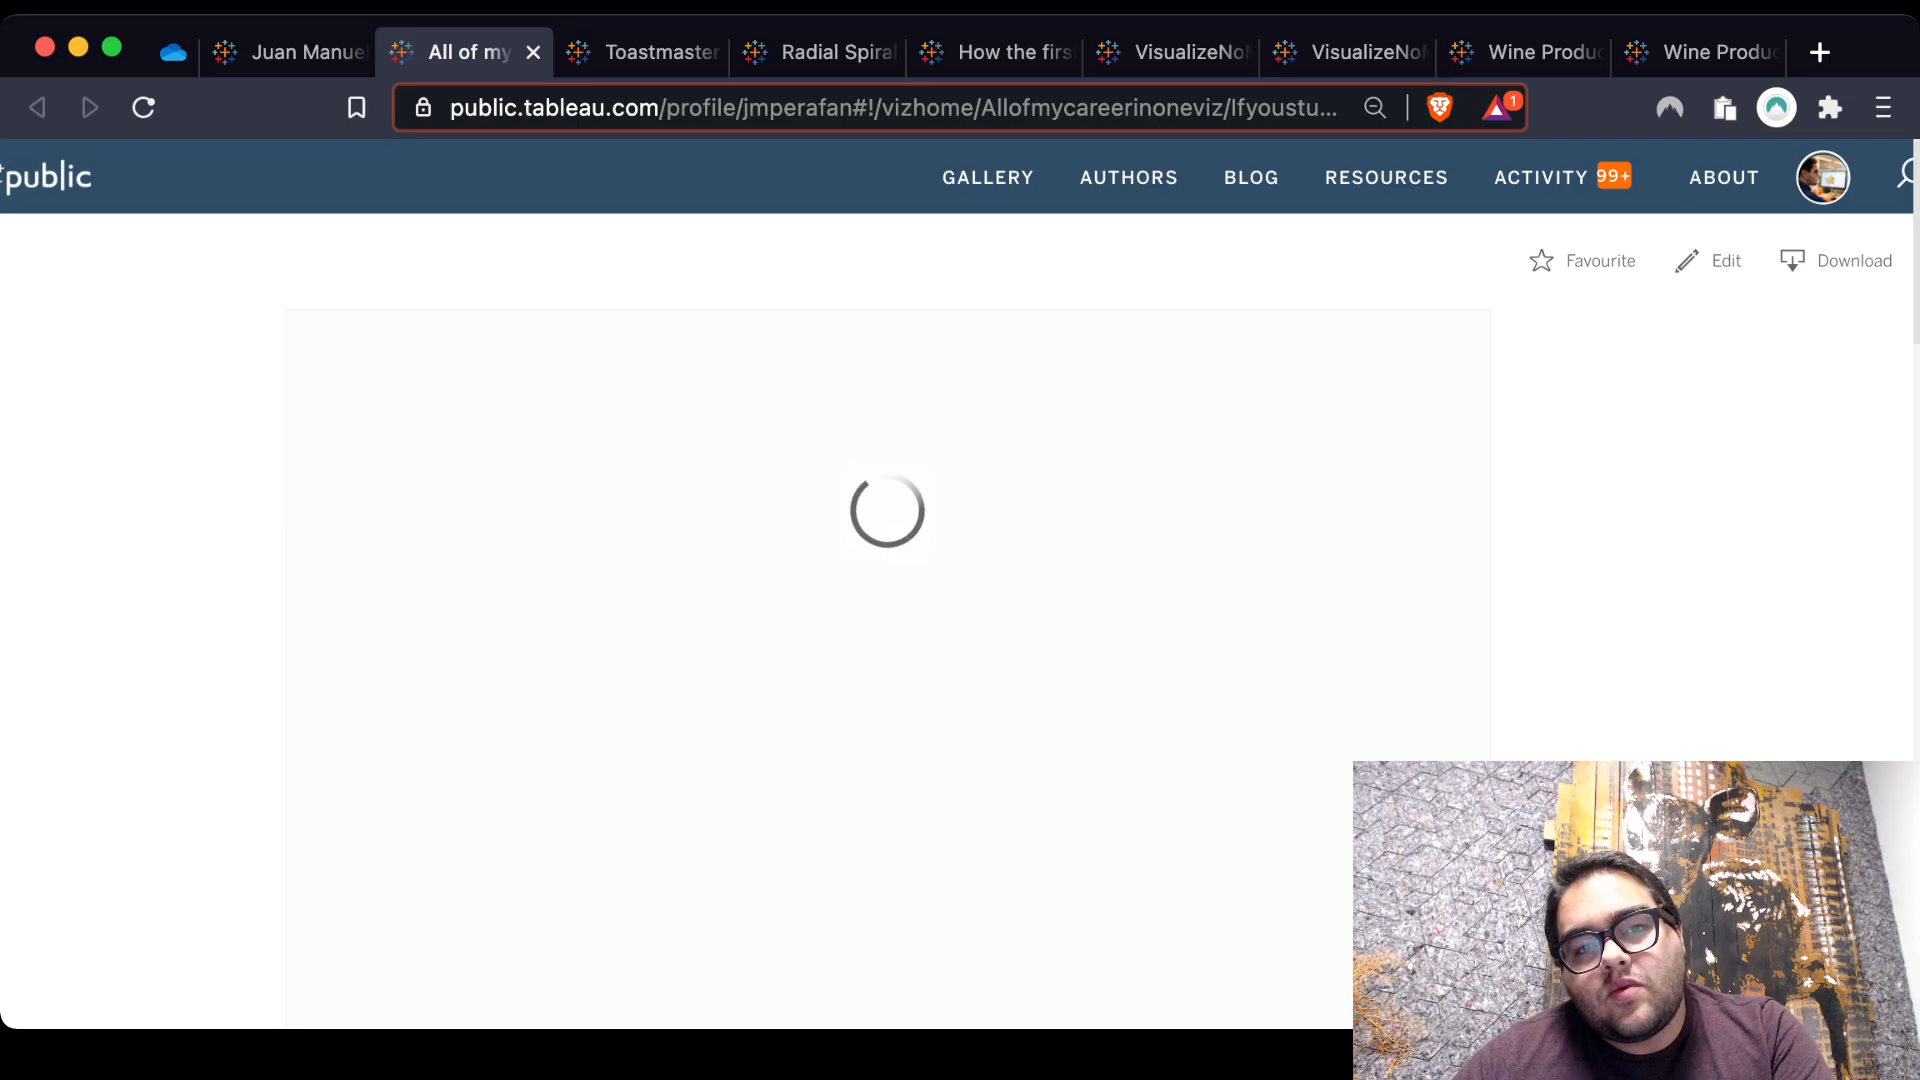 Juan Manue
All of my
Toastmaster
Radial Spira
How the firs
VisualizeNo
VisualizeNo
Wine Produ
Wine Produ
public.tableau.com/profile/jmperafan#!/vizhome/Allofmycareerinoneviz/Ifyoustu...
1
public
GALLERY
AUTHORS
BLOG
RESOURCES
ACTIVITY 99+
ABOUT
Favourite
Edit
Download